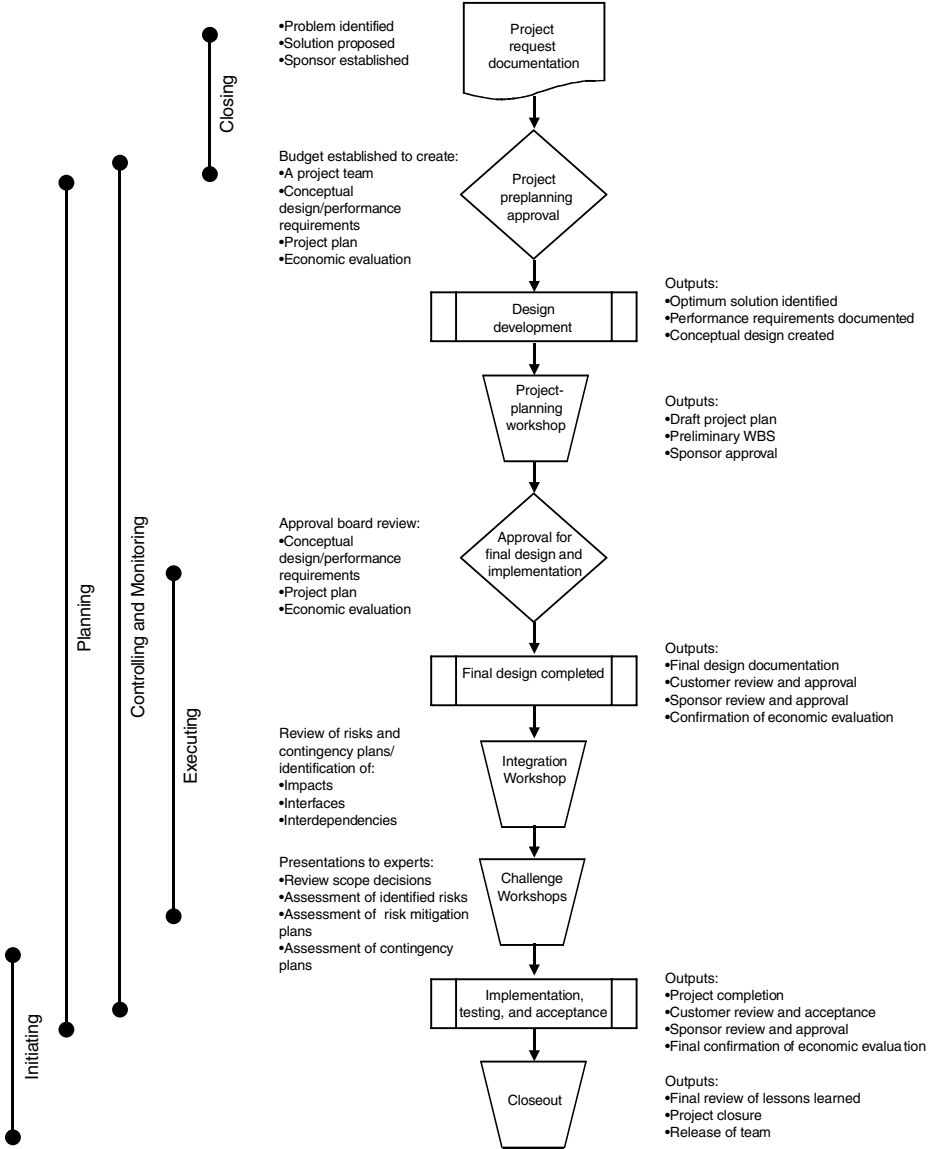 •Problem identified
•Solution proposed
•Sponsor established
Project
request
documentation
Closing
Budget established to create:
•A project team
•Conceptual
design/performance
requirements
•Project plan
•Economic evaluation
Project
preplanning
approval
Design
development
Outputs:
•Optimum solution identified
•Performance requirements documented
•Conceptual design created
Project-
planning
workshop
Outputs:
•Draft project plan
•Preliminary WBS
•Sponsor approval
Planning
Controlling and Monitoring
Approval board review:
•Conceptual
design/performance
requirements
•Project plan
•Economic evaluation
Approval for
final design and
implementation
Final design completed
Outputs:
•Final design documentation
•Customer review and approval
•Sponsor review and approval
•Confirmation of economic evaluation
Executing
Review of risks and
contingency plans/
identification of:
•Impacts
•Interfaces
•Interdependencies
Integration
Workshop
Presentations to experts:
•Review scope decisions
•Assessment of identified risks
•Assessment of risk mitigation
plans
•Assessment of contingency
plans
Challenge
Workshops
Initiating
Implementation,
testing, and acceptance
Outputs:
•Project completion
•Customer review and acceptance
•Sponsor review and approval
•Final confirmation of economic evaluation
Closeout
Outputs:
•Final review of lessons learned
•Project closure
•Release of team